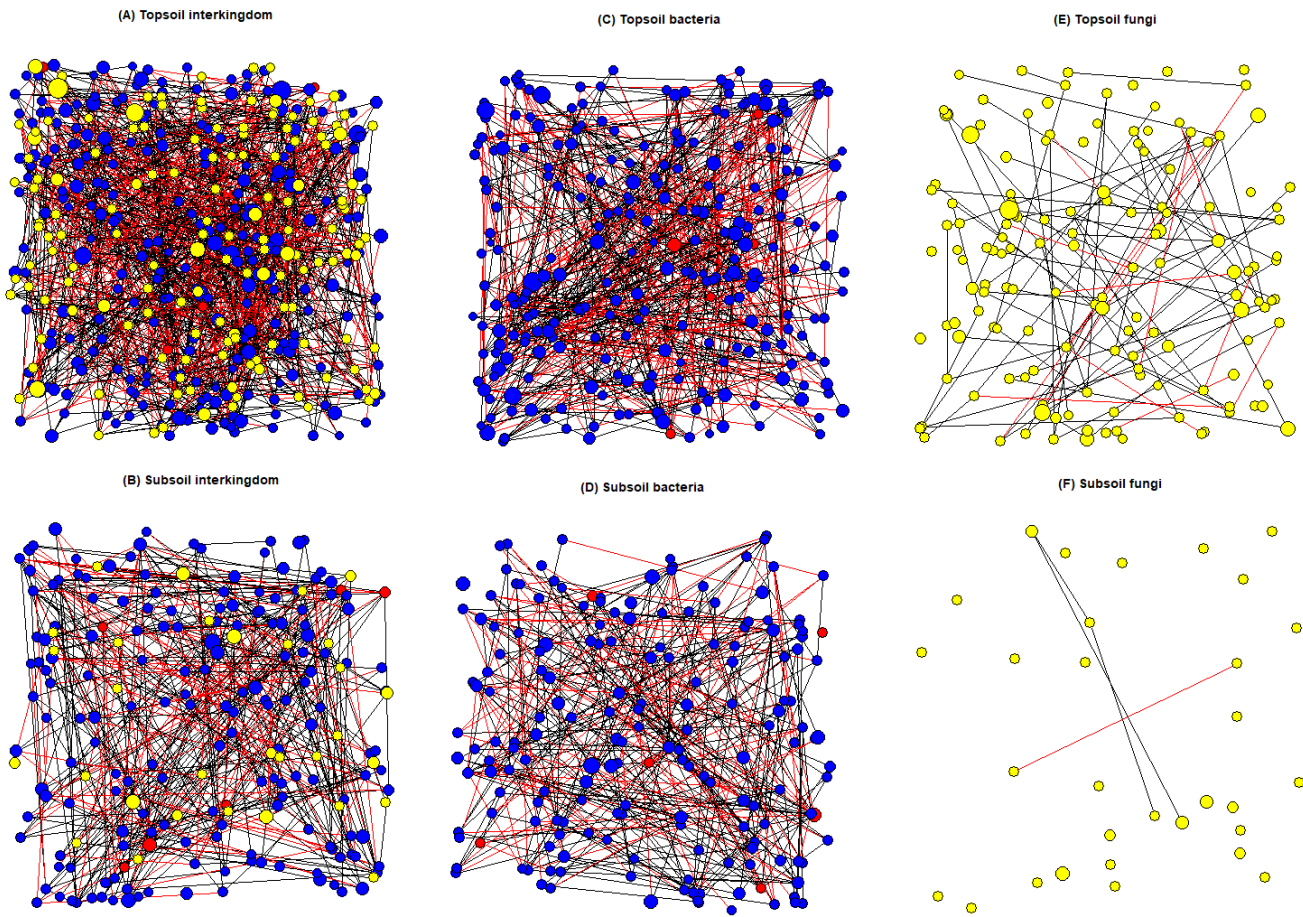 (A) Topsoil interkingdom
(C) Topsoil bacteria
(E) Topsoil fungi
(B) Subsoil interkingdom
(D) Subsoil bacteria
(F) Subsoil fungi